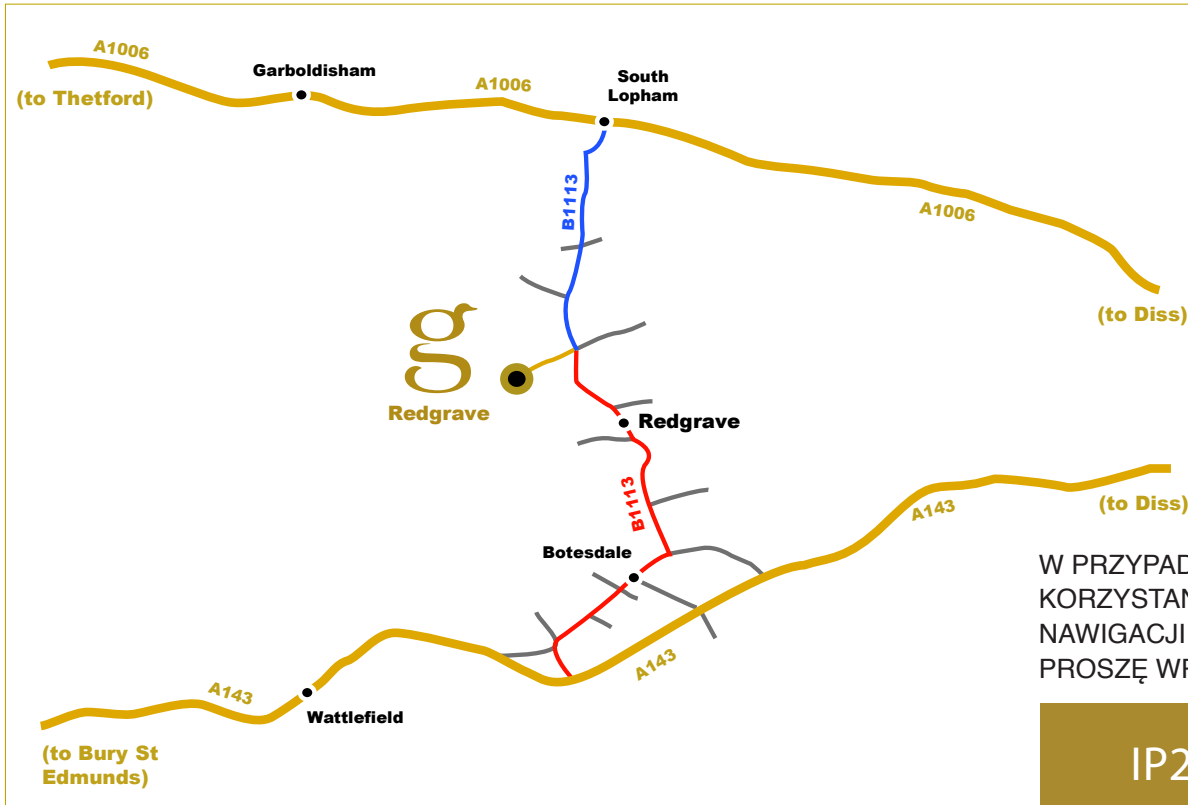 A1006
Garboldisham
A1006
South
Lopham
(to Thetford)
B1113
A1006
(to Diss)
g
Redgrave
Redgrave
B1113
A143
(to Diss)
Botesdale
A143
A143
Wattlefield
(to Bury St
Edmunds)
W PRZYPAD
KORZYSTAN
NAWIGACJI
PROSZĘ WP
IP2